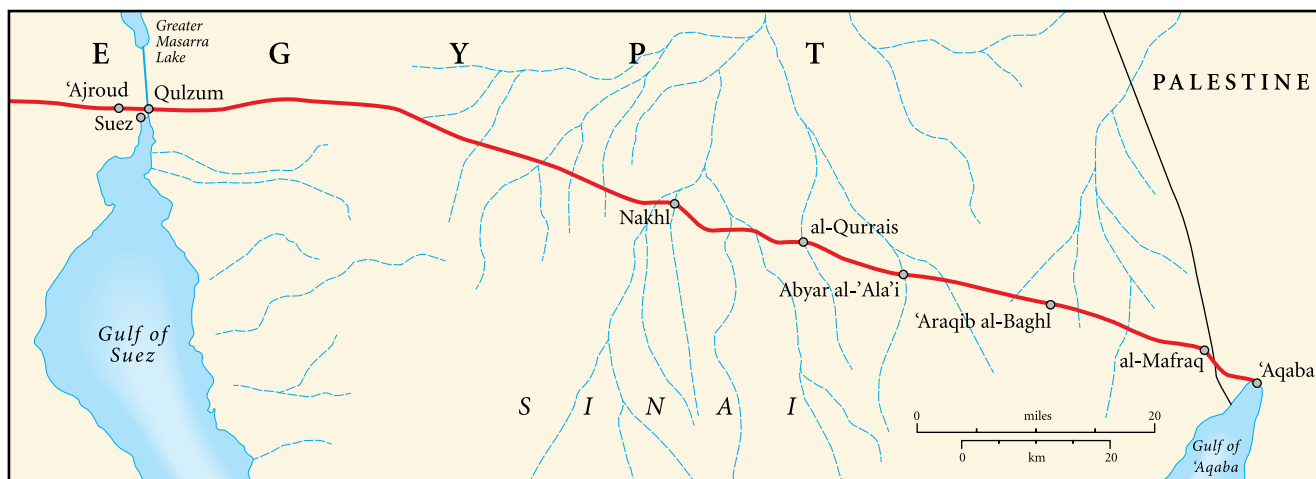 Greater
Masarra
Lake
E G Y P T
PALESTINE
‘Ajroud
Qulzum
Suez
Nakhl
al-Qurrais
Abyar al-’Ala’i
‘Araqib al-Baghl
al-Mafraq
‘Aqaba
Gulf of
Suez
S I N A I
0 miles 20
0 km 20
Gulf of
‘Aqaba